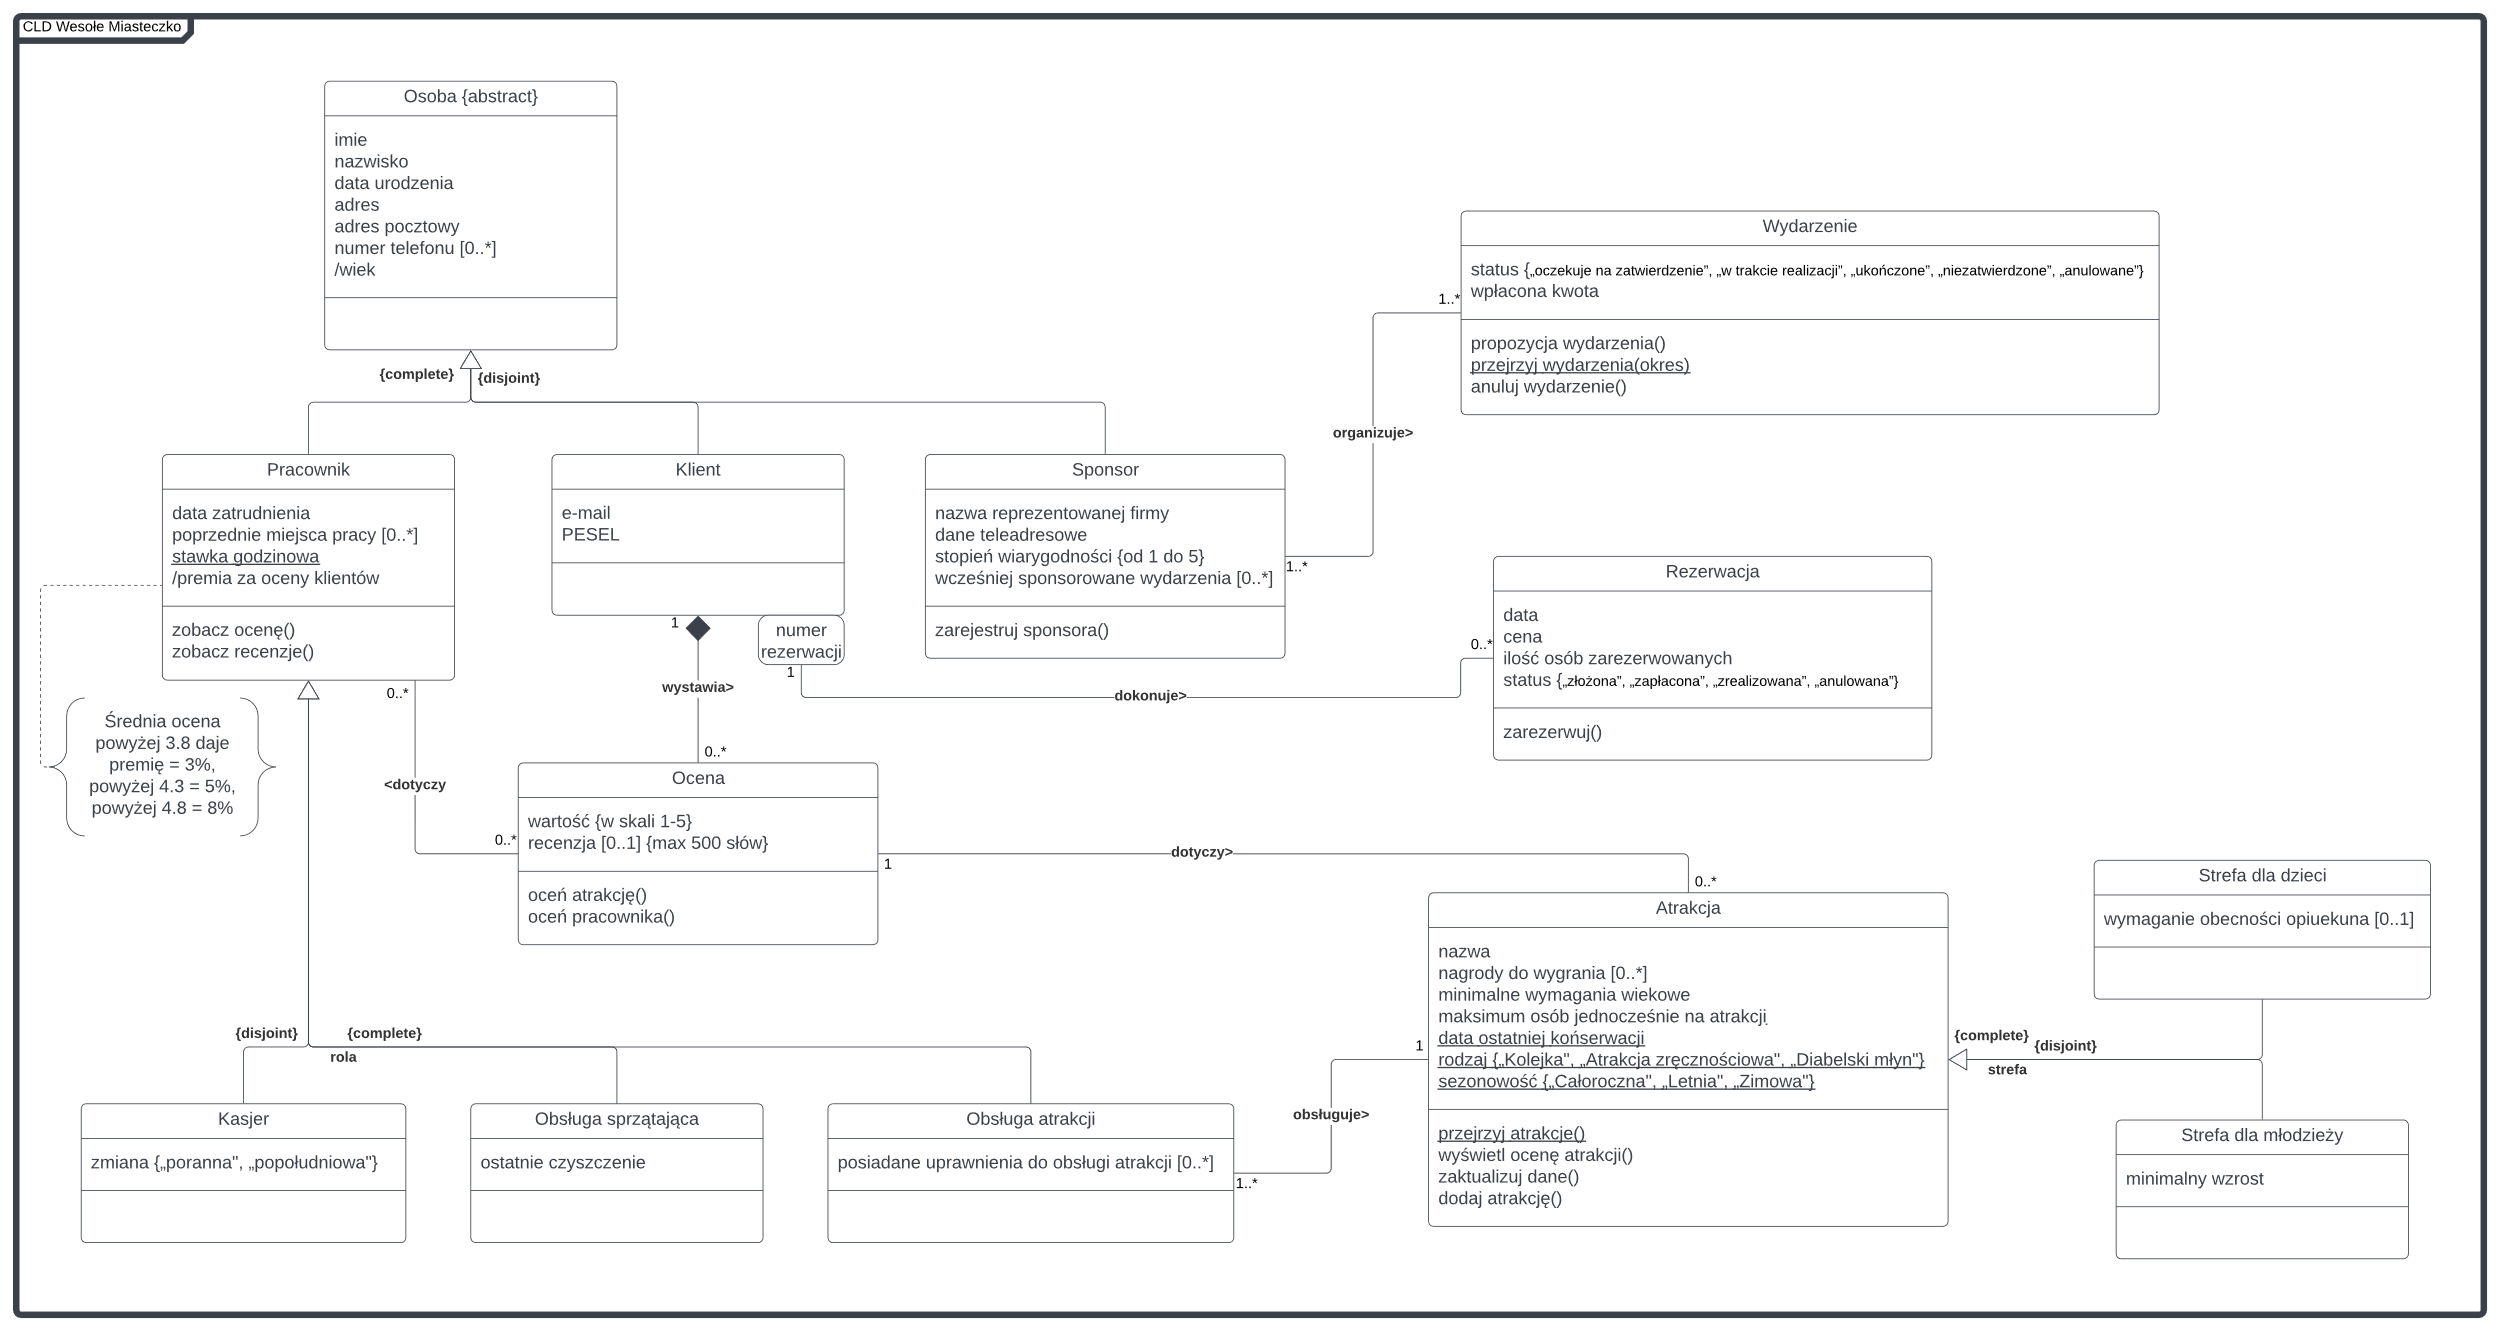 CLD Wesołe Miasteczko
Osoba {abstract}
imie
nazwisko
data urodzenia
adres
adres pocztowy
numer telefonu [0..*]
/wiek
{complete}
{disjoint}
Wydarzenie
status {„oczekuje na zatwierdzenie”, „w trakcie realizacji”, „ukończone”, „niezatwierdzone”, „anulowane”}
wpłacona kwota
propozycja wydarzenia()
przejrzyj wydarzenia(okres)
anuluj wydarzenie()
1..*
organizuje>
1..*
Pracownik
data zatrudnienia
poprzednie miejsca pracy [0..*]
stawka godzinowa
/premia za oceny klientów
zobacz ocenę()
zobacz recenzje()
Klient
e-mail
PESEL
numer
rezerwacji
Sponsor
nazwa reprezentowanej firmy
dane teleadresowe
stopień wiarygodności {od 1 do 5}
wcześniej sponsorowane wydarzenia [0..*]
zarejestruj sponsora()
Rezerwacja
data
cena
ilość osób zarezerwowanych
status {„złożona”, „zapłacona”, „zrealizowana”, „anulowana”}
zarezerwuj()
1
wystawia>
0..*
1
dokonuje>
0..*
Średnia ocena
powyżej 3.8 daje
premię = 3%,
powyżej 4.3 = 5%,
powyżej 4.8 = 8%
0..*
<dotyczy
0..*
Ocena
wartość {w skali 1-5}
recenzja [0..1] {max 500 słów}
oceń atrakcję()
oceń pracownika()
1
dotyczy>
0..*
Atrakcja
nazwa
nagrody do wygrania [0..*]
minimalne wymagania wiekowe
maksimum osób jednocześnie na atrakcji
data ostatniej końserwacji
rodzaj {„Kolejka", „Atrakcja zręcznościowa", „Diabelski młyn"}
sezonowość {„Całoroczna", „Letnia", „Zimowa"}
przejrzyj atrakcje()
wyświetl ocenę atrakcji()
zaktualizuj dane()
dodaj atrakcję()
Strefa dla dzieci
wymaganie obecności opiuekuna [0..1]
{complete}
{disjoint}
strefa
Strefa dla młodzieży
minimalny wzrost
{disjoint}
{complete}
rola
Kasjer
zmiana {„poranna", „popołudniowa"}
Obsługa sprzątająca
ostatnie czyszczenie
Obsługa atrakcji
posiadane uprawnienia do obsługi atrakcji [0..*]
1
obsługuje>
1..*